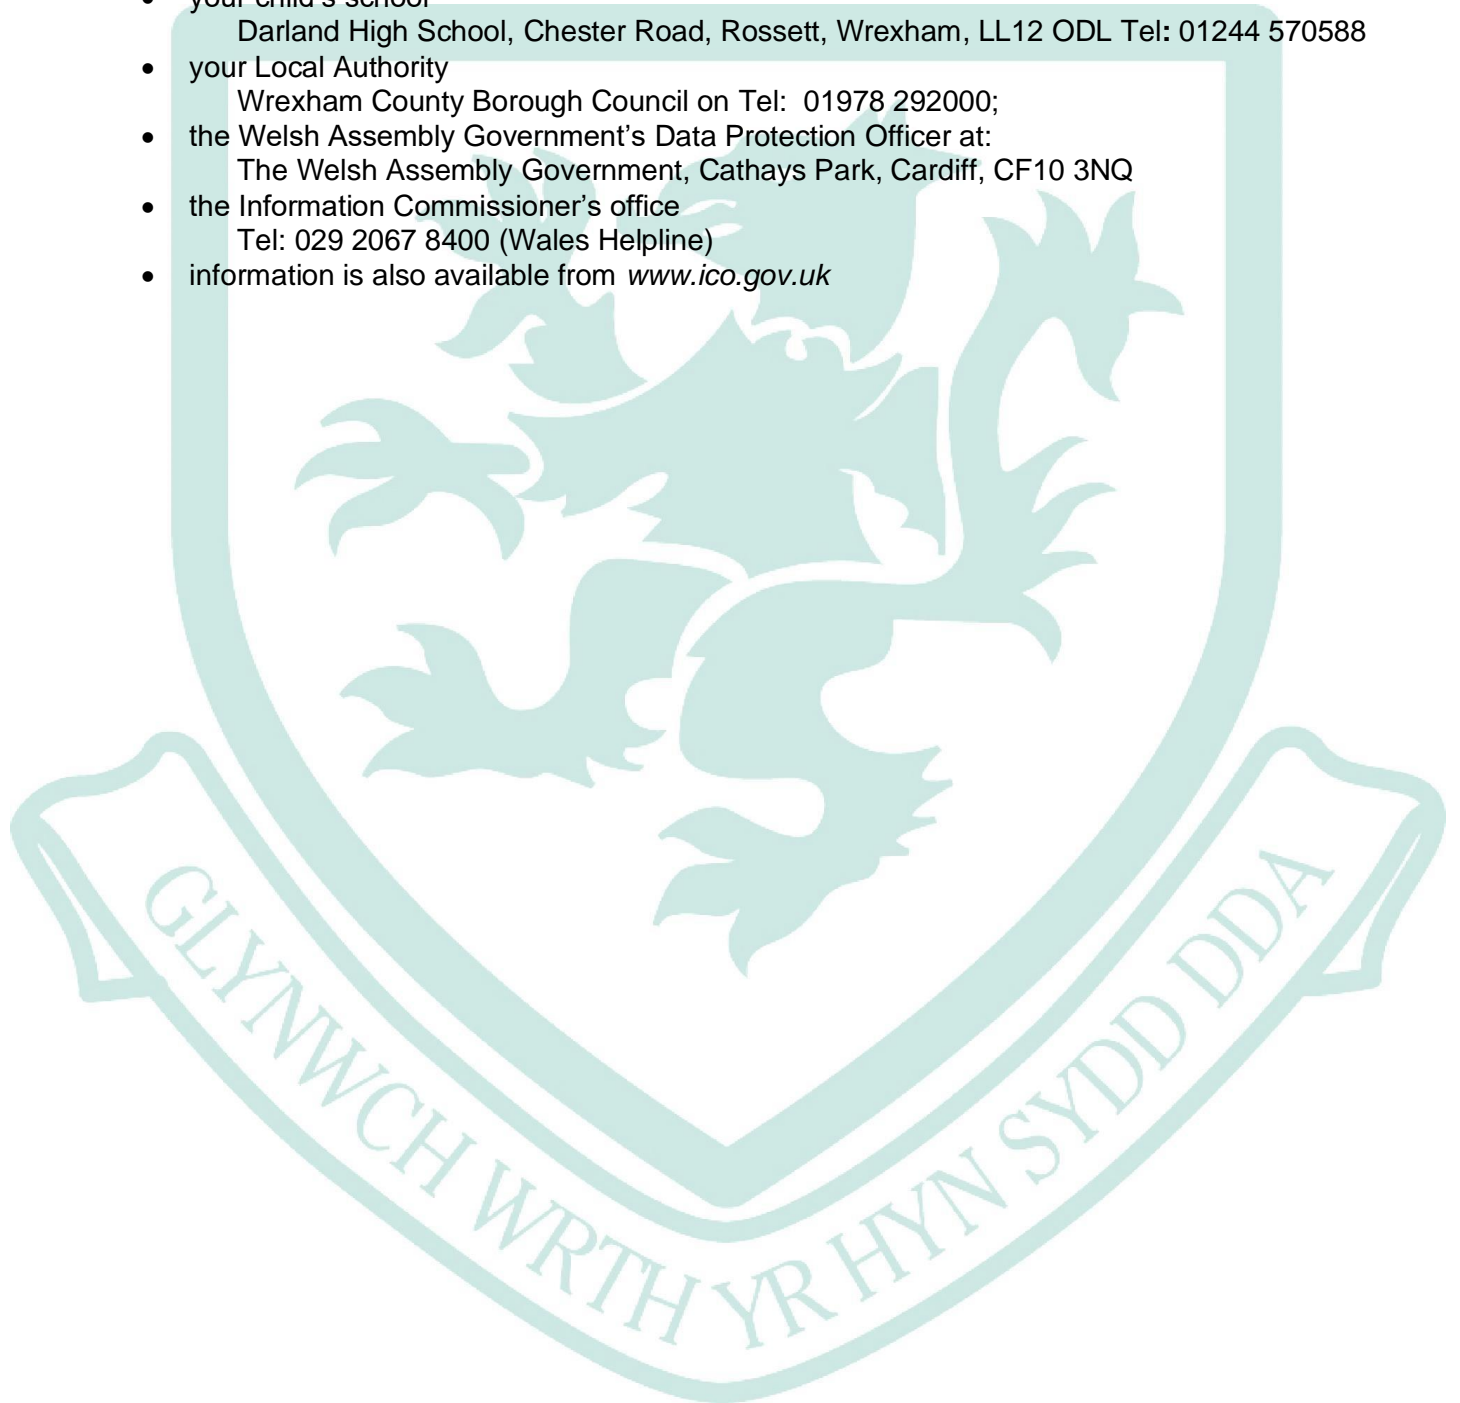 • your child's school
Darland High School, Chester Road, Rossett, Wrexham, LL12 ODL Tel: 01244 570588
• your Local Authority
Wrexham County Borough Council on Tel: 01978 292000;
• the Welsh Assembly Government’s Data Protection Officer at:
The Welsh Assembly Government, Cathays Park, Cardiff, CF10 3NQ
• the Information Commissioner’s office
Tel: 029 2067 8400 (Wales Helpline)
• information is also available from www.ico.gov.uk
GLYNWCH WRTH YR HYN SYDD DDA